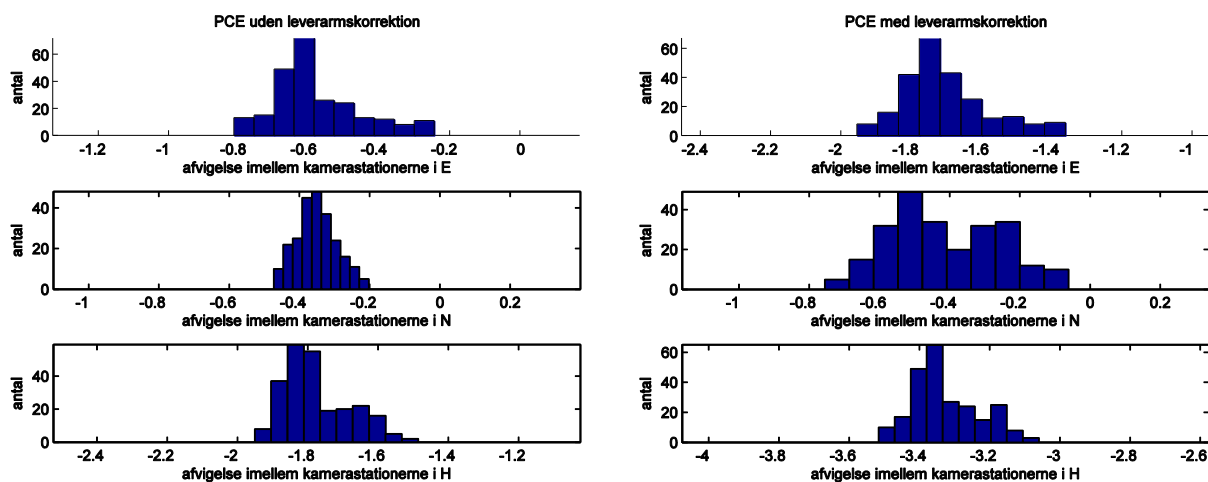 PCE uden leverarmskorrektion
antal
60
40
20
0
-1.2 -1 -0.8 -0.6 -0.4 -0.2 0
afvigelse imellem kamerastationerne i E
antal
40
20
0
-1 -0.8 -0.6 -0.4 -0.2 0 0.2
afvigelse imellem kamerastationerne i N
antal
40
20
0
-2.4 -2.2 -2 -1.8 -1.6 -1.4 -1.2
afvigelse imellem kamerastationerne i H
PCE med leverarmskorrektion
antal
60
40
20
0
-2.4 -2.2 -2 -1.8 -1.6 -1.4 -1.2 -1
afvigelse imellem kamerastationerne i E
antal
40
20
0
-1 -0.8 -0.6 -0.4 -0.2 0 0.2
afvigelse imellem kamerastationerne i N
antal
60
40
20
0
-4 -3.8 -3.6 -3.4 -3.2 -3 -2.8 -2.6
afvigelse imellem kamerastationerne i H